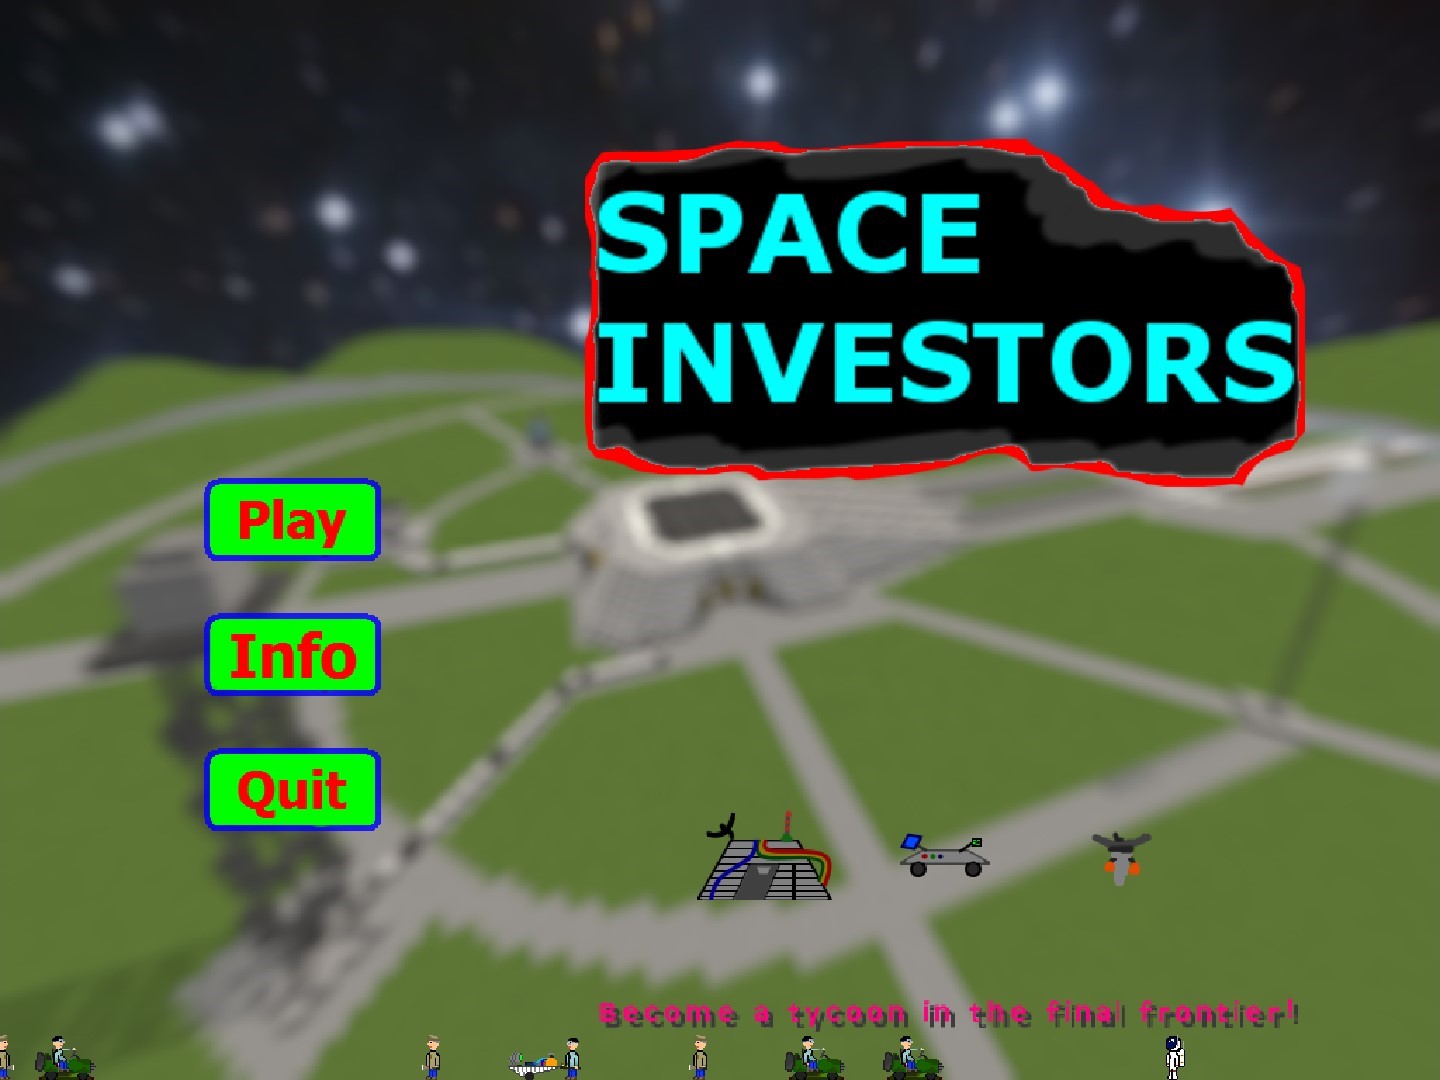 SPACE
INVESTORS
Play
Info
Quit
Become a tycoon in the final frontier!